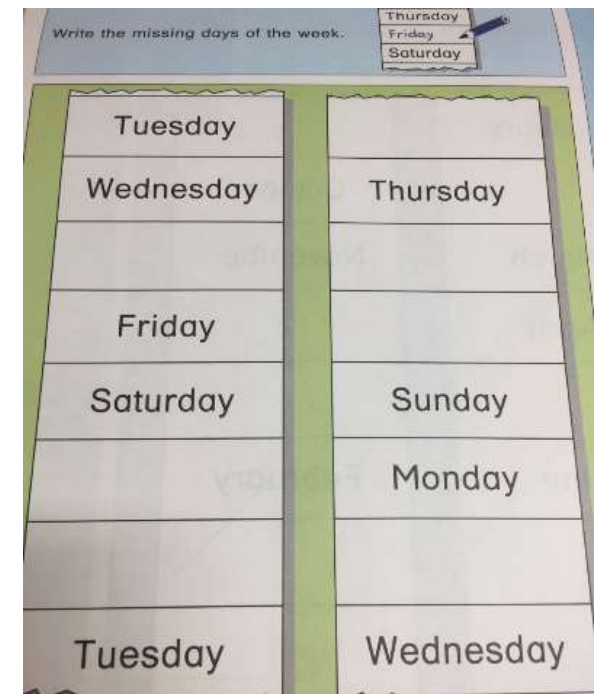 Write the missing days of the week.
Thursday
Friday
Saturday
Tuesday
Wednesday
Friday
Saturday
Tuesday
Thursday
Sunday
Monday
Wednesday